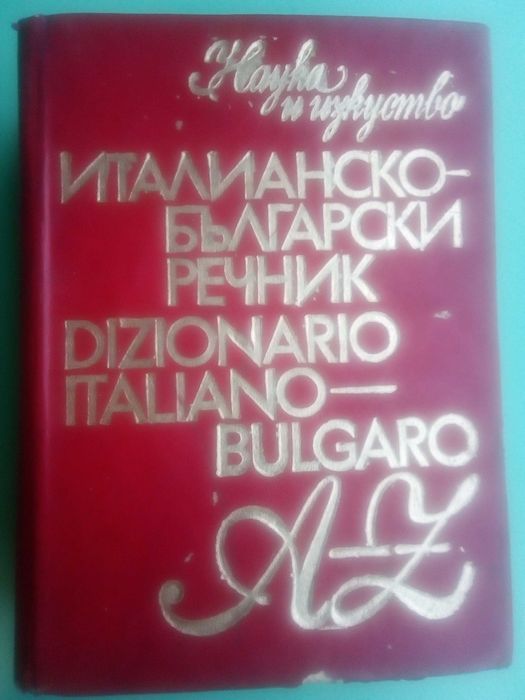 Наука
и изкуство
ИТАЛИАНСКО-
БЪЛГАРСКИ
РЕЧНИК
DIZIONARIO
ITALIANO-
BULGARO
A-Z